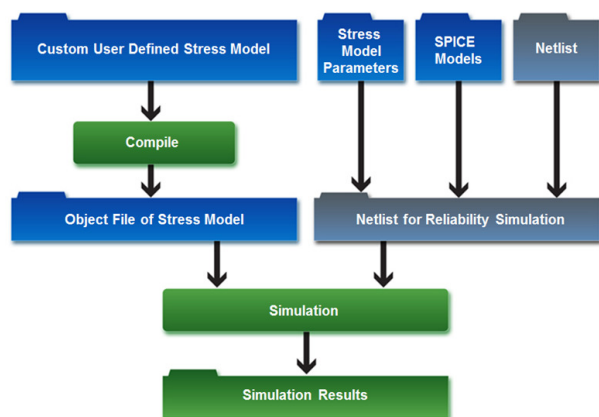 Custom User Defined Stress Model
Stress
Model
Parameters
SPICE
Models
Netlist
Compile
Object File of Stress Model
Netlist for Reliability Simulation
Simulation
Simulation Results